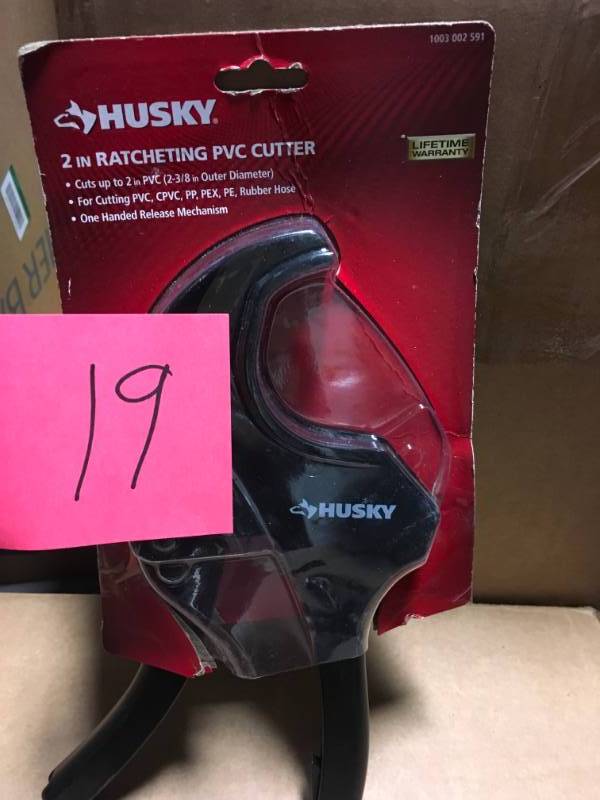 1003 002 591
HUSKY
2 IN RATCHETING PVC CUTTER
LIFETIME
WARRANTY
• Cuts up to 2 in PVC (2-3/8 in Outer Diameter)
• For Cutting PVC, CPVC, PP, PEX, PE, Rubber Hose
• One Handed Release Mechanism
19
HUSKY